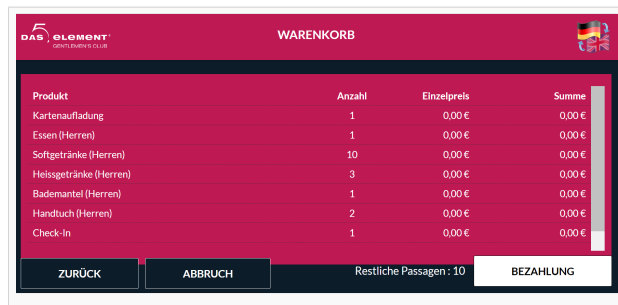 5
DAS ELEMENT
GENTLEMEN'S CLUB
WARENKORB
Produkt Anzahl Einzelpreis Summe
Kartenaufladung 1 0,00 € 0,00 €
Essen (Herren) 1 0,00 € 0,00 €
Softgetränke (Herren) 10 0,00 € 0,00 €
Heissgetränke (Herren) 3 0,00 € 0,00 €
Bademantel (Herren) 1 0,00 € 0,00 €
Handtuch (Herren) 2 0,00 € 0,00 €
Check-In 1 0,00 € 0,00 €
ZURÜCK ABBRUCH Restliche Passagen : 10 BEZAHLUNG